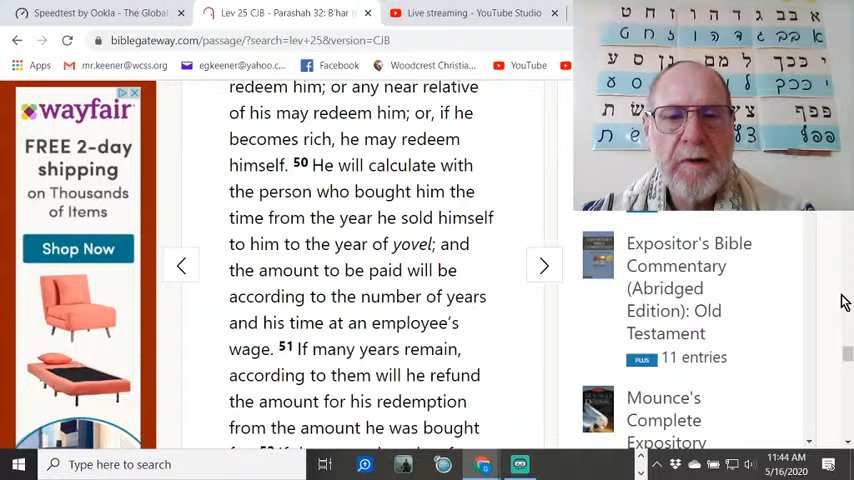 Speedtest by Ookla - The Global
Lev 25 CJB - Parashah 32: B'har (
Live streaming - YouTube Studio
biblegateway.com/passage/?search=lev+25&version=CJB
Apps
mr.keener@wcss.org
egkeener@yahoo.c...
Facebook
Woodcrest Christia...
YouTube
wayfair
FREE 2-day
shipping
on Thousands
of Items
Shop Now
redeem him; or any near relative
of his may redeem him; or, if he
becomes rich, he may redeem
himself. 50 He will calculate with
the person who bought him the
time from the year he sold himself
to him to the year of yovel; and
the amount to be paid will be
according to the number of years
and his time at an employee's
wage. 51 If many years remain,
according to them will he refund
the amount for his redemption
from the amount he was bought
א בב ג ד ה ו ז ח ט
י ככך
ל מם נן ס ע
פפף
Expositor's Bible
Commentary
(Abridged
Edition): Old
Testament
PLUS 11 entries
Mounce's
Complete
Expository
Type here to search
11:44 AM
5/16/2020